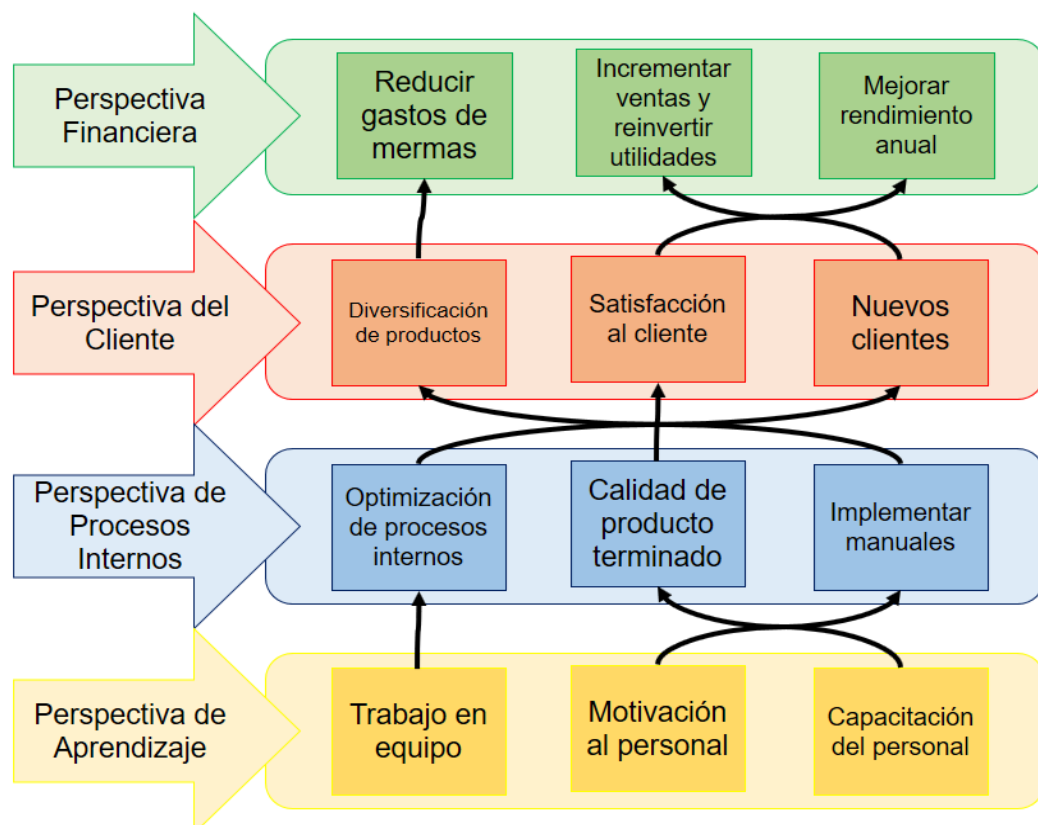 Perspectiva
Financiera
Reducir
gastos de
mermas
Incrementar
ventas y
reinvertir
utilidades
Mejorar
rendimiento
anual
Perspectiva del
Cliente
Diversificación
de productos
Satisfacción
al cliente
Nuevos
clientes
Perspectiva de
Procesos
Internos
Optimización
de procesos
internos
Calidad de
producto
terminado
Implementar
manuales
Perspectiva de
Aprendizaje
Trabajo en
equipo
Motivación
al personal
Capacitación
del personal